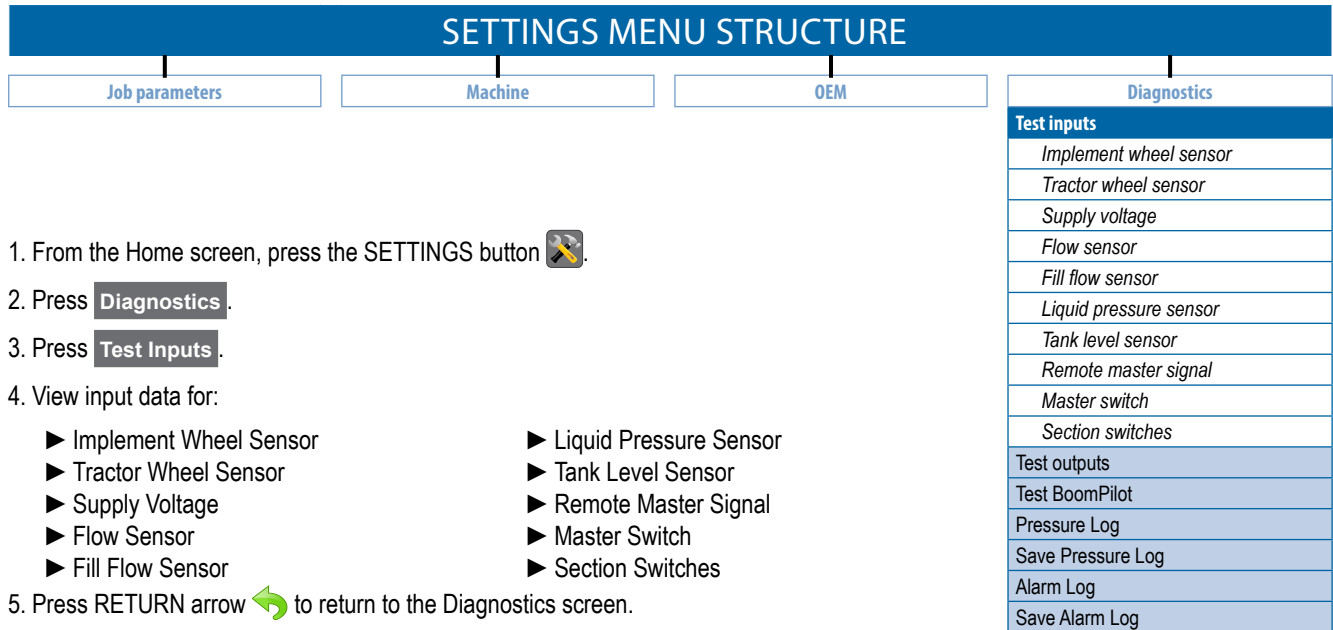 SETTINGS MENU STRUCTURE
Job parameters
Machine
OEM
Diagnostics
Test inputs
Implement wheel sensor
Tractor wheel sensor
Supply voltage
Flow sensor
Fill flow sensor
Liquid pressure sensor
Tank level sensor
Remote master signal
Master switch
Section switches
Test outputs
Test BoomPilot
Pressure Log
Save Pressure Log
Alarm Log
Save Alarm Log
1. From the Home screen, press the SETTINGS button .
2. Press Diagnostics .
3. Press Test Inputs .
4. View input data for:
► Implement Wheel Sensor
► Tractor Wheel Sensor
► Supply Voltage
► Flow Sensor
► Fill Flow Sensor
► Liquid Pressure Sensor
► Tank Level Sensor
► Remote Master Signal
► Master Switch
► Section Switches
5. Press RETURN arrow to return to the Diagnostics screen.